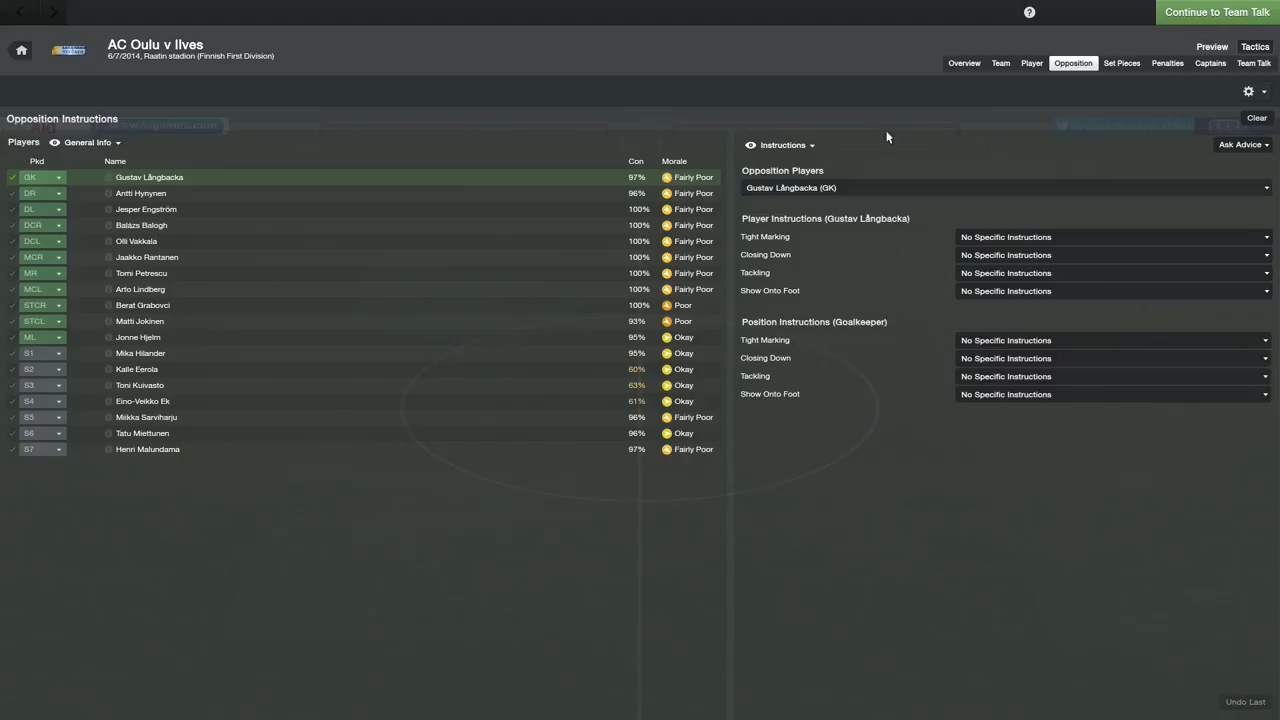 Continue to Team Talk
AC Oulu v Ilves
6/7/2014, Raatin stadion (Finnish First Division)
Preview Tactics
Overview Team Player Opposition Set Pieces Penalties Captains Team Talk
Opposition Instructions
Clear
Players General Info
Instructions
Ask Advice
Pkd Name Con Morale
GK Gustav Långbacka 97% Fairly Poor
DR Antti Hynynen 96% Fairly Poor
DL Jesper Engström 100% Fairly Poor
DCR Balázs Balogh 100% Fairly Poor
DCL Olli Vakkala 100% Fairly Poor
MCR Jaakko Rantanen 100% Fairly Poor
MR Tomi Petrescu 100% Fairly Poor
MCL Arto Lindberg 100% Fairly Poor
STCR Berat Grabovci 100% Poor
STCL Matti Jokinen 93% Poor
ML Jonne Hjelm 95% Okay
S1 Mika Hilander 95% Okay
S2 Kalle Eerola 60% Okay
S3 Toni Kuivasto 63% Okay
S4 Eino-Veikko Ek 61% Okay
S5 Miikka Sarviharju 96% Fairly Poor
S6 Tatu Miettunen 96% Okay
S7 Henri Malundama 97% Fairly Poor
Opposition Players
Gustav Långbacka (GK)
Player Instructions (Gustav Långbacka)
Tight Marking No Specific Instructions
Closing Down No Specific Instructions
Tackling No Specific Instructions
Show Onto Foot No Specific Instructions
Position Instructions (Goalkeeper)
Tight Marking No Specific Instructions
Closing Down No Specific Instructions
Tackling No Specific Instructions
Show Onto Foot No Specific Instructions
Undo Last